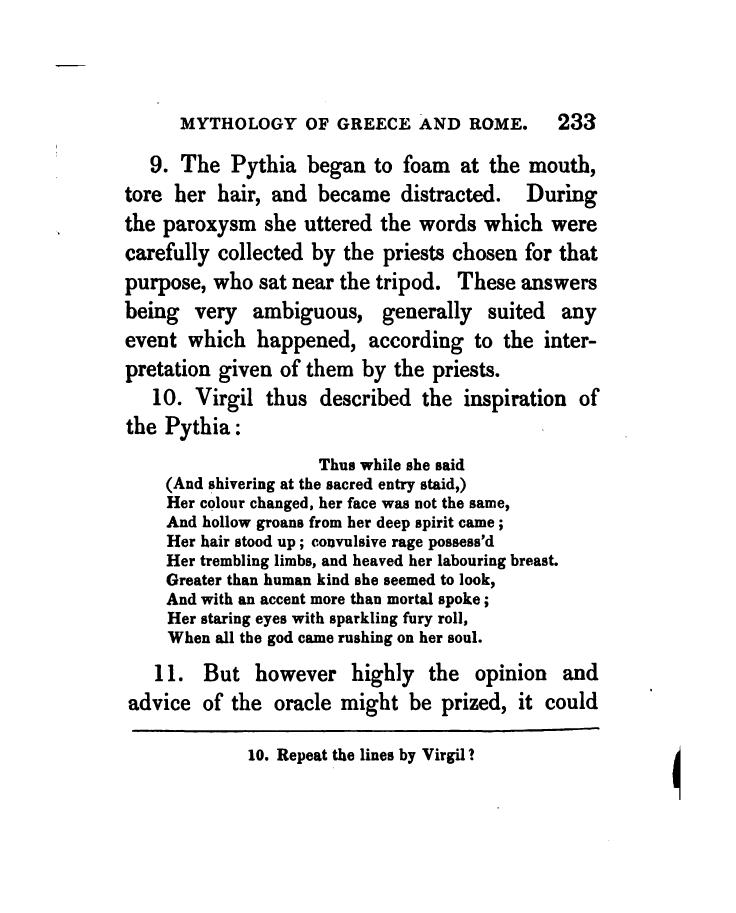 MYTHOLOGY OF GREECE AND ROME. 233
9. The Pythia began to foam at the mouth,
tore her hair, and became distracted. During
the paroxysm she uttered the words which were
carefully collected by the priests chosen for that
purpose, who sat near the tripod. These answers
being very ambiguous, generally suited any
event which happened, according to the inter-
pretation given of them by the priests.
10. Virgil thus described the inspiration of
the Pythia:
Thus while she said
(And shivering at the sacred entry staid,)
Her colour changed, her face was not the same,
And hollow groans from her deep spirit came;
Her hair stood up; convulsive rage possess'd
Her trembling limbs, and heaved her labouring breast.
Greater than human kind she seemed to look,
And with an accent more than mortal spoke;
Her staring eyes with sparkling fury roll,
When all the god came rushing on her soul.
11. But however highly the opinion and
advice of the oracle might be prized, it could
10. Repeat the lines by Virgil?